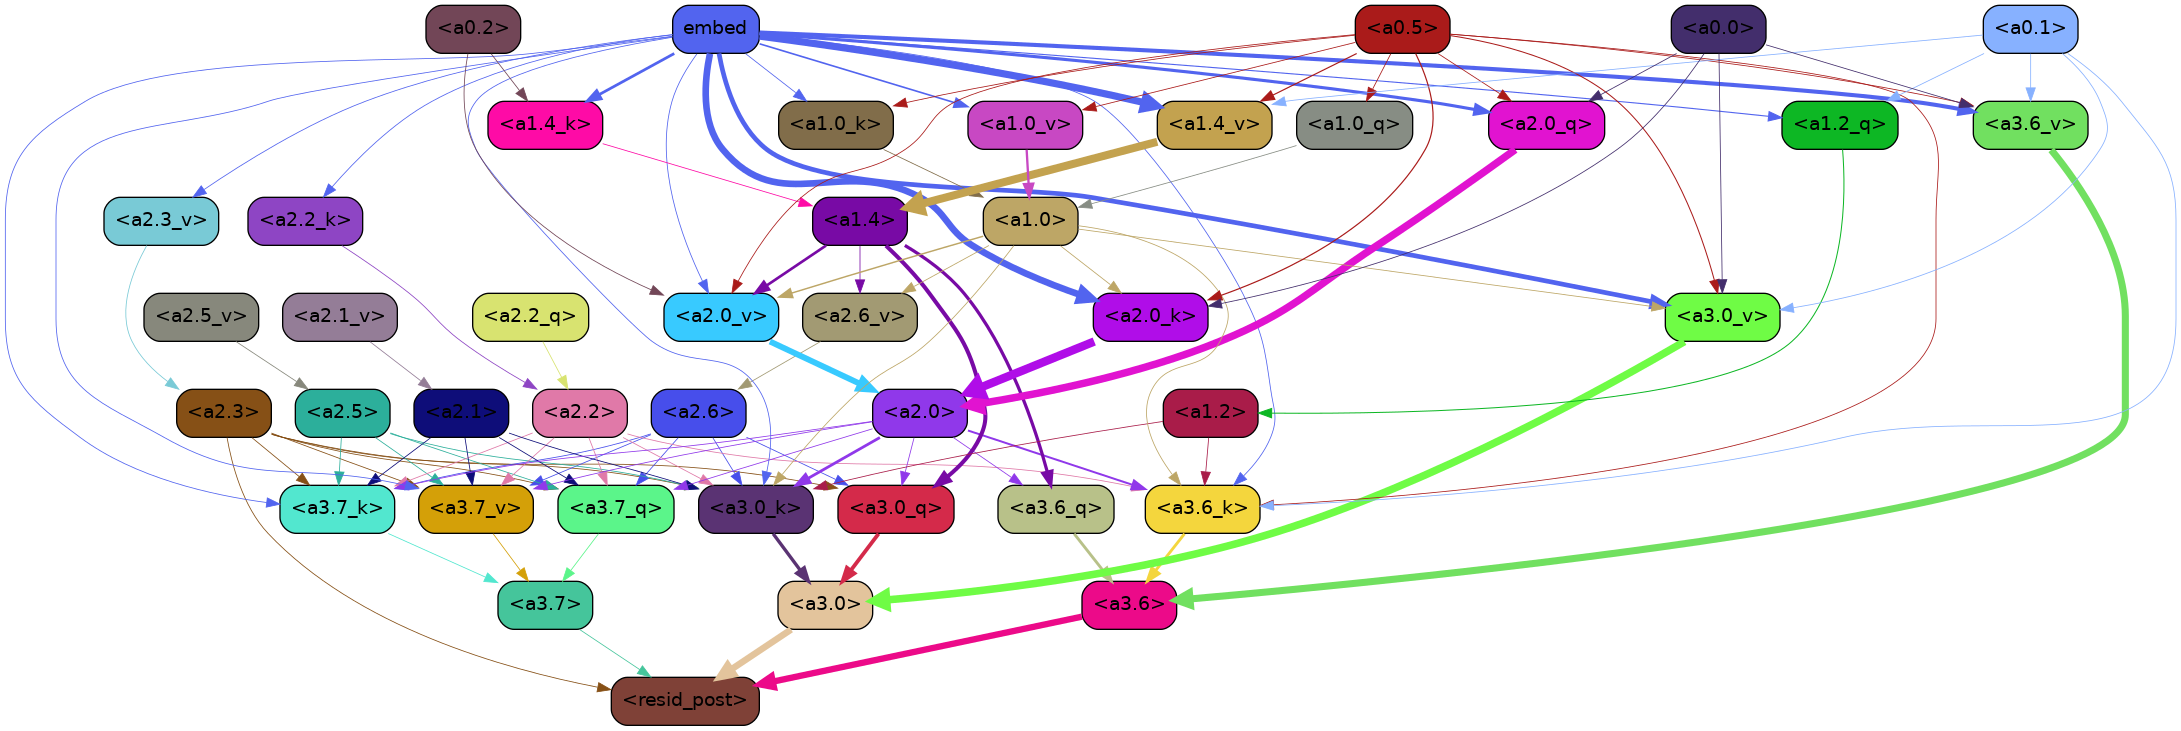 <a0.2> embed <a0.5> <a0.0> <a0.1>
<a1.4_k> <a1.0_k> <a1.0_v> <a1.4_v> <a1.0_q> <a2.0_q> <a1.2_q> <a3.6_v>
<a2.3_v> <a2.2_k> <a1.4> <a1.0>
<a2.5_v> <a2.1_v> <a2.2_q> <a2.0_v> <a2.6_v> <a2.0_k> <a3.0_v>
<a2.3> <a2.5> <a2.1> <a2.2> <a2.6> <a2.0> <a1.2>
<a3.7_k> <a3.7_v> <a3.7_q> <a3.0_k> <a3.0_q> <a3.6_q> <a3.6_k>
<a3.7> <a3.0> <a3.6>
<resid_post>